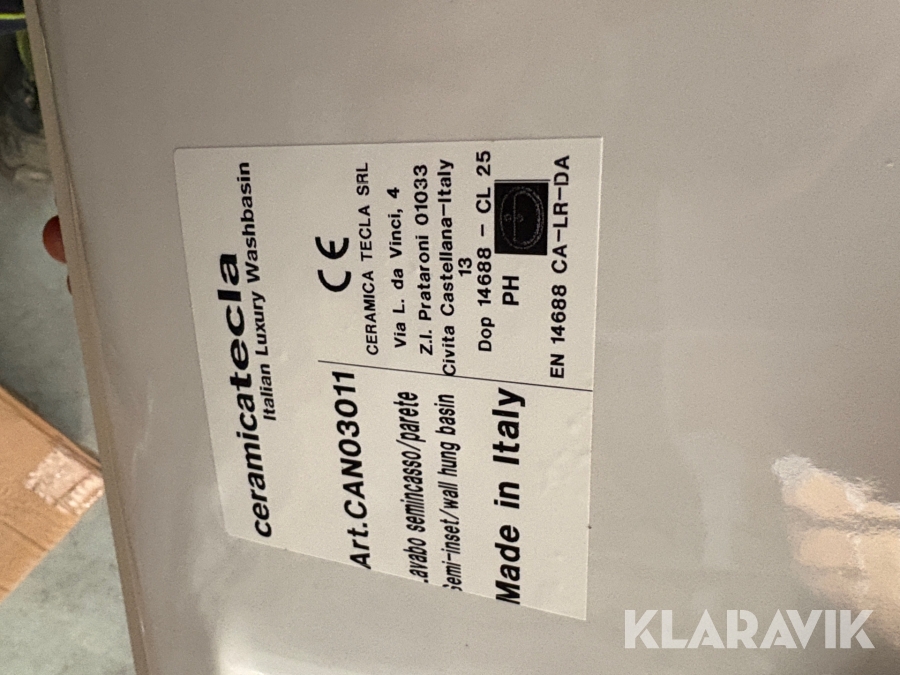 ceramicatecla
Italian Luxury Washbasin
Art.CAN03011
Lavabo semincasso/parete
Semi-inset/wall hung basin
Made in Italy
CE
CERAMICA TECLA SRL
Via L. da Vinci, 4
Z.I. Prataroni 01033
Civita Castellana-Italy
13
Dop 14688 - CL 25
PH
EN 14688 CA-LR-DA
KLARAVIK